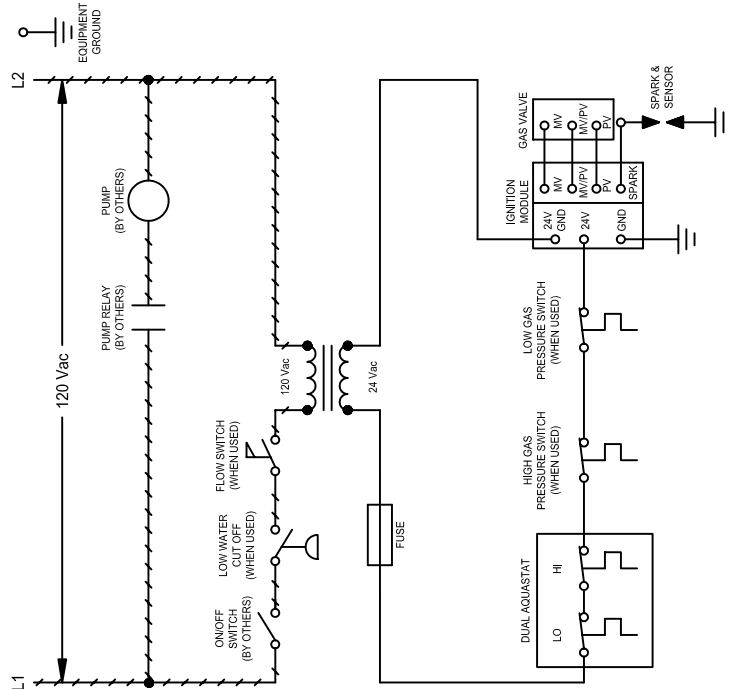 L1
120 Vac
L2
EQUIPMENT
GROUND
PUMP RELAY
(BY OTHERS)
PUMP
(BY OTHERS)
ON/OFF
SWITCH
(BY OTHERS)
LOW WATER
CUT OFF
(WHEN USED)
FLOW SWITCH
(WHEN USED)
120 Vac
24 Vac
FUSE
DUAL AQUASTAT
LO
HI
HIGH GAS
PRESSURE SWITCH
(WHEN USED)
LOW GAS
PRESSURE SWITCH
(WHEN USED)
IGNITION
MODULE
24V
GND
24V
GND
MV
MV/PV
PV
SPARK
GAS VALVE
MV
MV/PV
PV
SPARK &
SENSOR